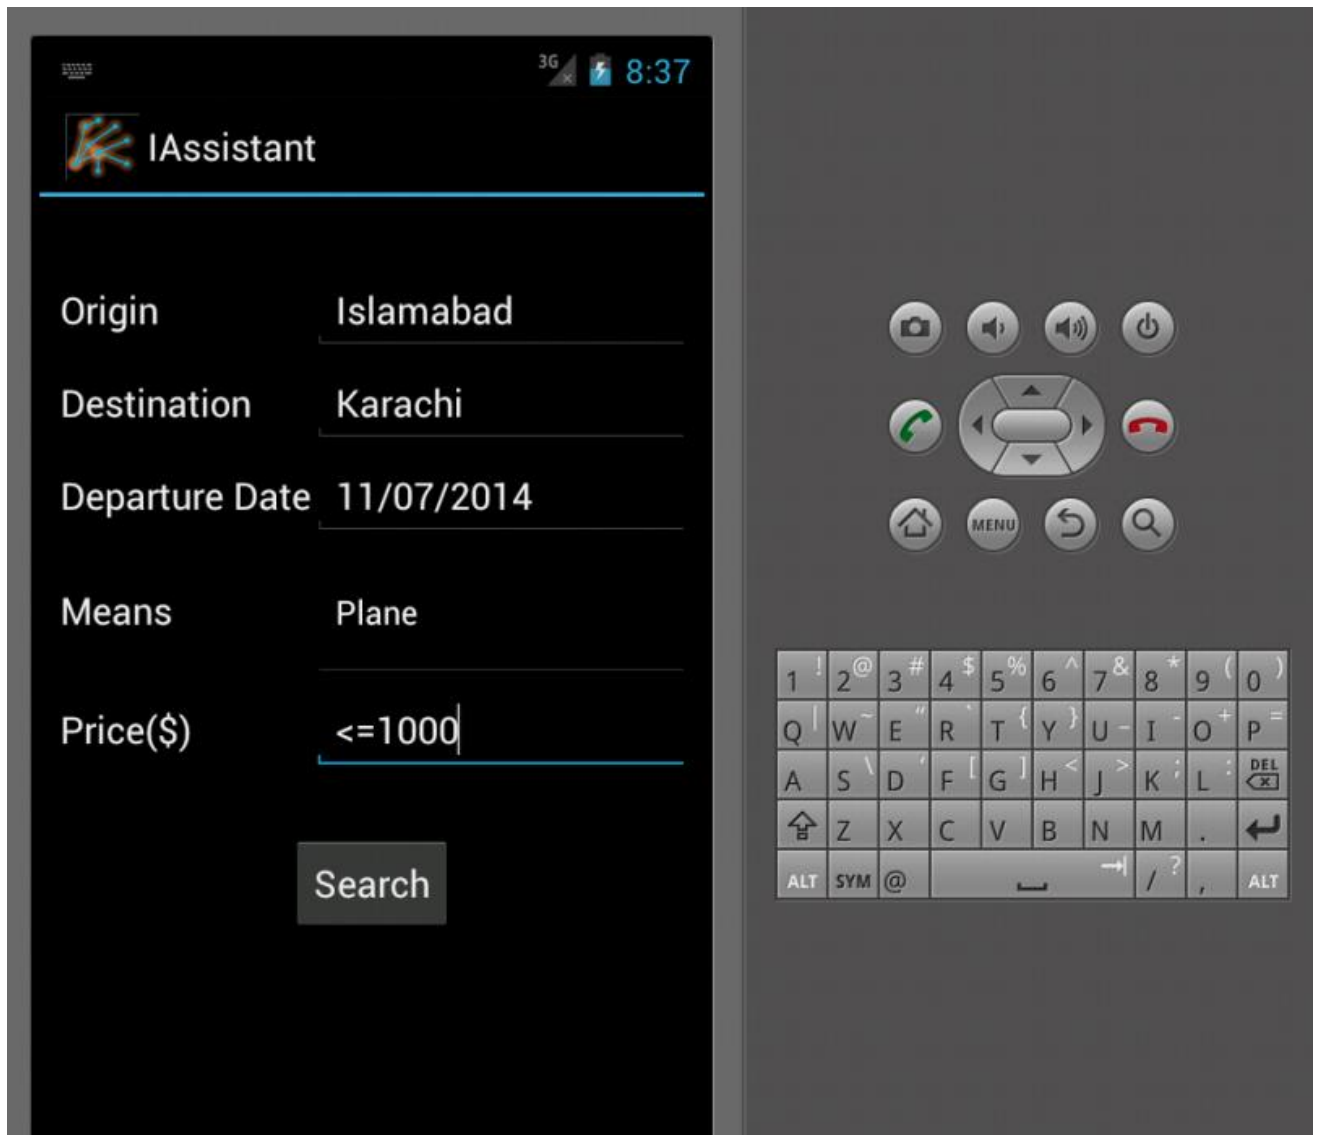 3G 8:37
IAssistant
Origin Islamabad
Destination Karachi
Departure Date 11/07/2014
Means Plane
Price($) <=1000
Search
MENU
1 ! 2 @ 3 # 4 $ 5 % 6 ^ 7 & 8 * 9 ( 0 )
Q | W ~ E " R ` T { Y } U _ I - O + P =
A S \ D ' F [ G ] H < J > K ; L : DEL
Z X C V B N M .
ALT SYM @ / ? , ALT